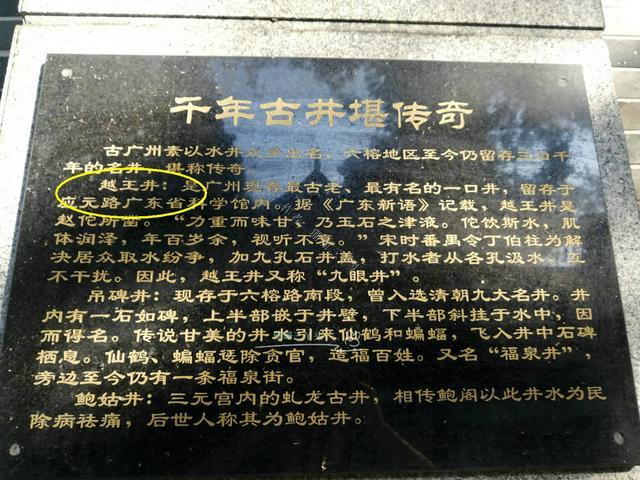 千年古井堪传奇
古广州素以水井众多出名，六榕地区至今仍留存三口千
年的名井，堪称传奇。
越王井：是广州现存最古老、最有名的一口井，留存于
应元路广东省科学馆内。据《广东新语》记载，越王井是
赵佗所凿。“力重而味甘，乃玉石之津液。佗饮斯水，肌
体润泽，年百岁余，视听不衰。”宋时番禺令丁伯柱为解
决居众取水纷争，加九孔石井盖，打水者从各孔汲水，互
不干扰。因此，越王井又称“九眼井”。
吊碑井：现存于六榕路南段，曾入选清朝九大名井。井
内有一石如碑，上半部嵌于井壁，下半部斜挂于水中，因
而得名。传说甘美的井水引来仙鹤和蝙蝠，飞入井中石碑
栖息。仙鹤、蝙蝠惩除贪官，造福百姓。又名“福泉井”，
旁边至今仍有一条福泉街。
鲍姑井：三元宫内的虬龙古井，相传鲍阁以此井水为民
除病祛痛，后世人称其为鲍姑井。